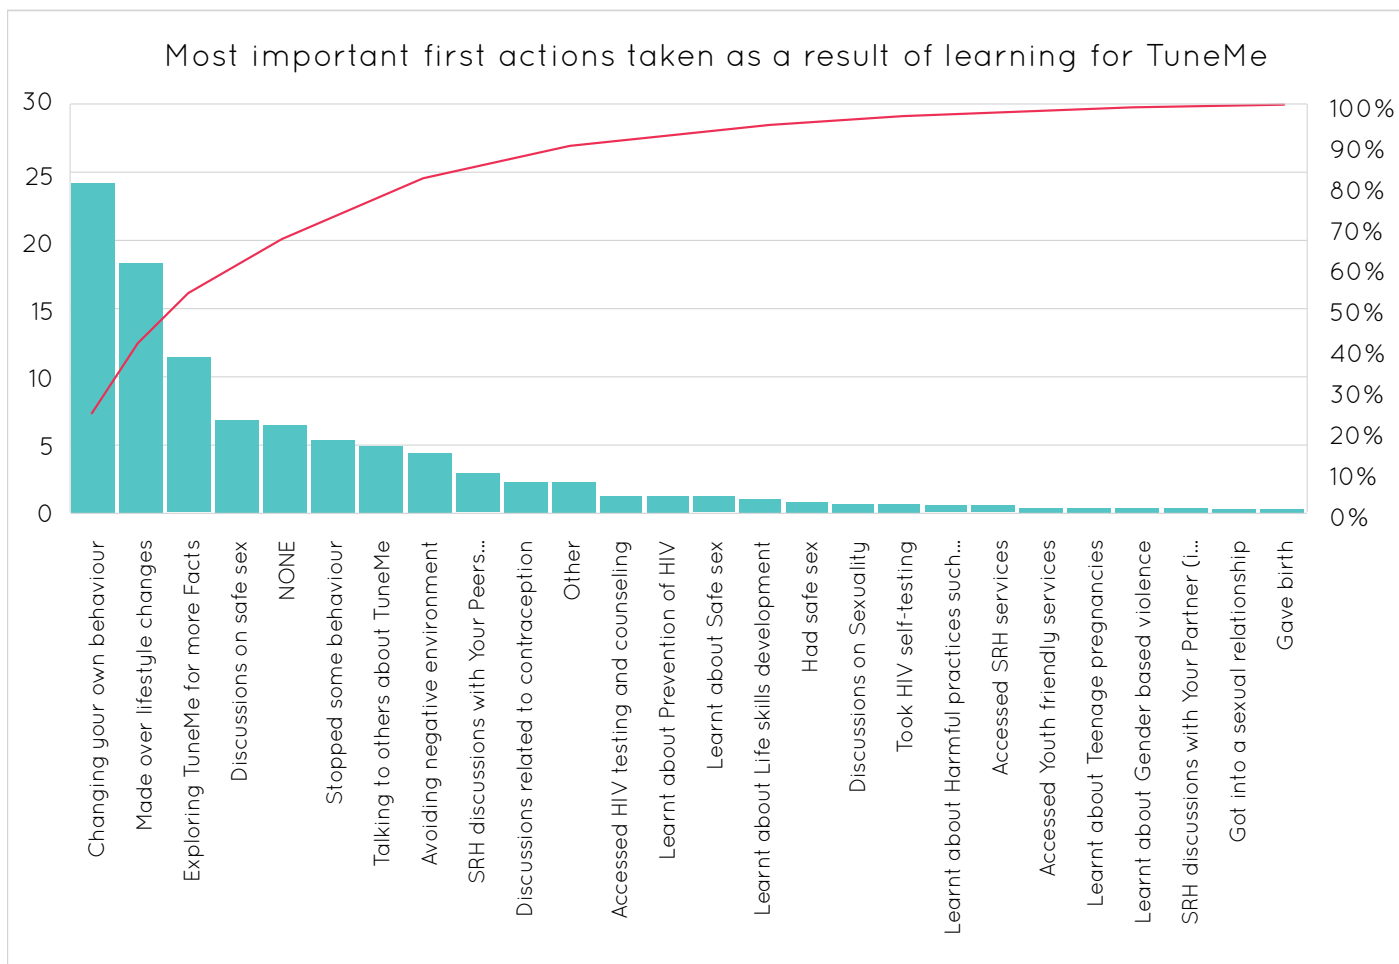 Most important first actions taken as a result of learning for TuneMe
30
25
20
15
10
5
0
100%
90%
80%
70%
60%
50%
40%
30%
20%
10%
0%
Changing your own behaviour
Made over lifestyle changes
Exploring TuneMe for more Facts
Discussions on safe sex
NONE
Stopped some behaviour
Talking to others about TuneMe
Avoiding negative environment
SRH discussions with Your Peers...
Discussions related to contraception
Other
Accessed HIV testing and counseling
Learnt about Prevention of HIV
Learnt about Safe sex
Learnt about Life skills development
Had safe sex
Discussions on Sexuality
Took HIV self-testing
Learnt about Harmful practices such...
Accessed SRH services
Accessed Youth friendly services
Learnt about Teenage pregnancies
Learnt about Gender based violence
SRH discussions with Your Partner (i...
Got into a sexual relationship
Gave birth